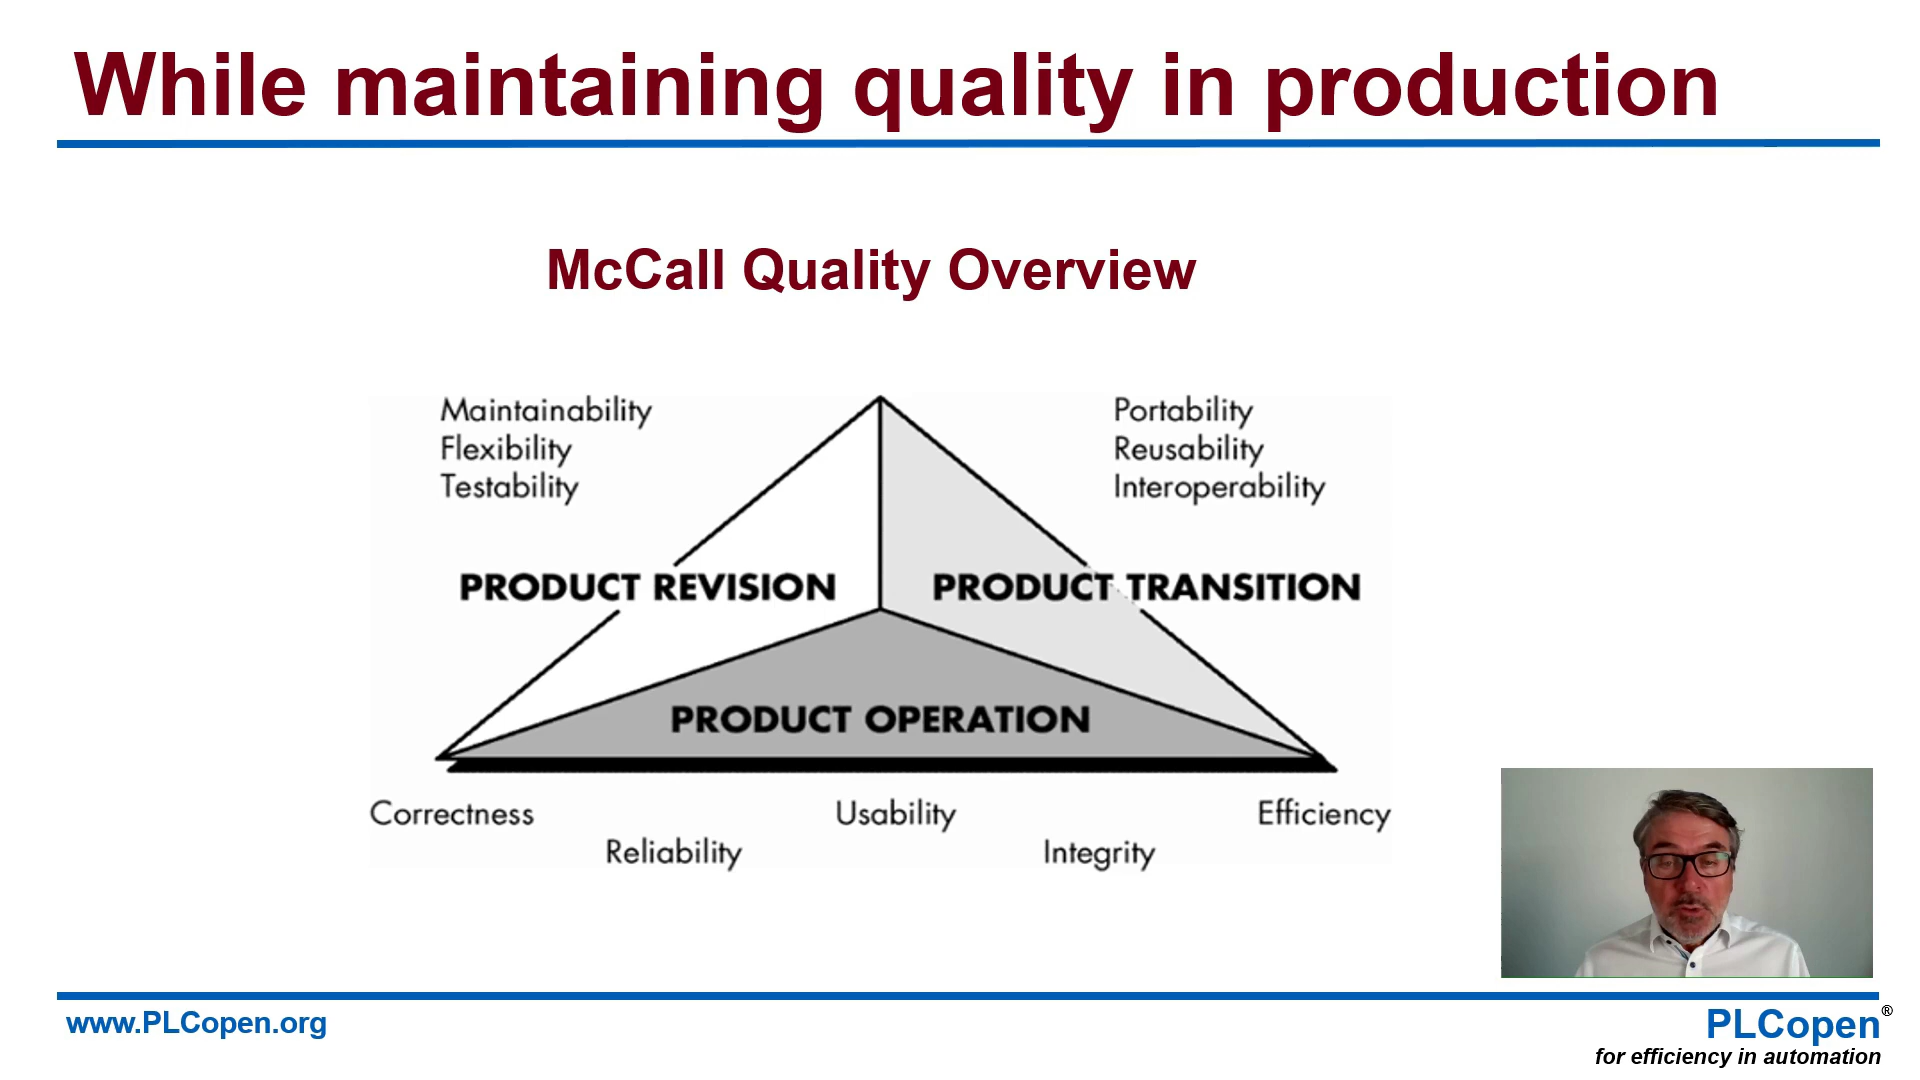 While maintaining quality in production
McCall Quality Overview
Maintainability
Flexibility
Testability
Portability
Reusability
Interoperability
PRODUCT REVISION
PRODUCT TRANSITION
PRODUCT OPERATION
Correctness
Reliability
Usability
Integrity
Efficiency
www.PLCopen.org
PLCopen®
for efficiency in automation